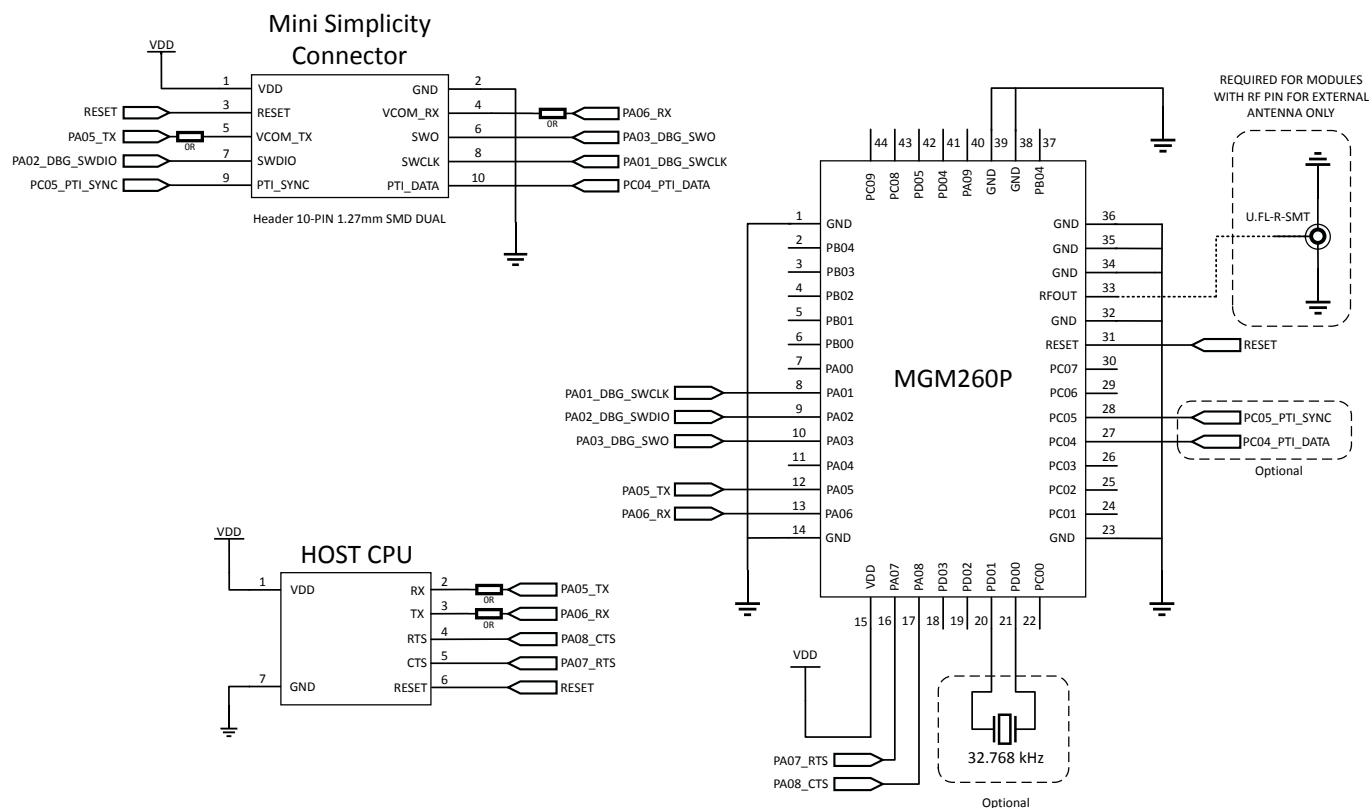 Mini Simplicity
Connector
VDD
1 VDD GND 2
RESET 3 RESET VCOM_RX 4 0R PA06_RX
PA05_TX 0R 5 VCOM_TX SWO 6 PA03_DBG_SWO
PA02_DBG_SWDIO 7 SWDIO SWCLK 8 PA01_DBG_SWCLK
PC05_PTI_SYNC 9 PTI_SYNC PTI_DATA 10 PC04_PTI_DATA
Header 10-PIN 1.27mm SMD DUAL
REQUIRED FOR MODULES
WITH RF PIN FOR EXTERNAL
ANTENNA ONLY
U.FL-R-SMT
44 43 42 41 40 39 38 37
PC09 PC08 PD05 PD04 PA09 GND GND PB04
1 GND GND 36
2 PB04 GND 35
3 PB03 GND 34
4 PB02 RFOUT 33
5 PB01 GND 32
6 PB00 RESET 31 RESET
7 PA00 PC07 30
MGM260P
PA01_DBG_SWCLK 8 PA01 PC06 29
PA02_DBG_SWDIO 9 PA02 PC05 28 PC05_PTI_SYNC
PA03_DBG_SWO 10 PA03 PC04 27 PC04_PTI_DATA
Optional
11 PA04 PC03 26
PA05_TX 12 PA05 PC02 25
PA06_RX 13 PA06 PC01 24
14 GND GND 23
VDD PA07 PA08 PD03 PD02 PD01 PD00 PC00
15 16 17 18 19 20 21 22
VDD
PA07_RTS
PA08_CTS
32.768 kHz
Optional
VDD
HOST CPU
1 VDD RX 2 0R PA05_TX
TX 3 0R PA06_RX
RTS 4 PA08_CTS
CTS 5 PA07_RTS
7 GND RESET 6 RESET